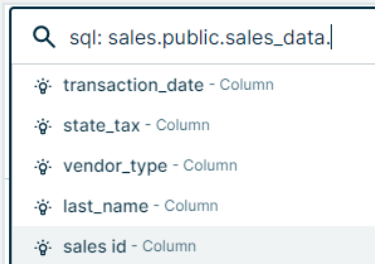 sql: sales.public.sales_data.
transaction_date - Column
state_tax - Column
vendor_type - Column
last_name - Column
sales id - Column